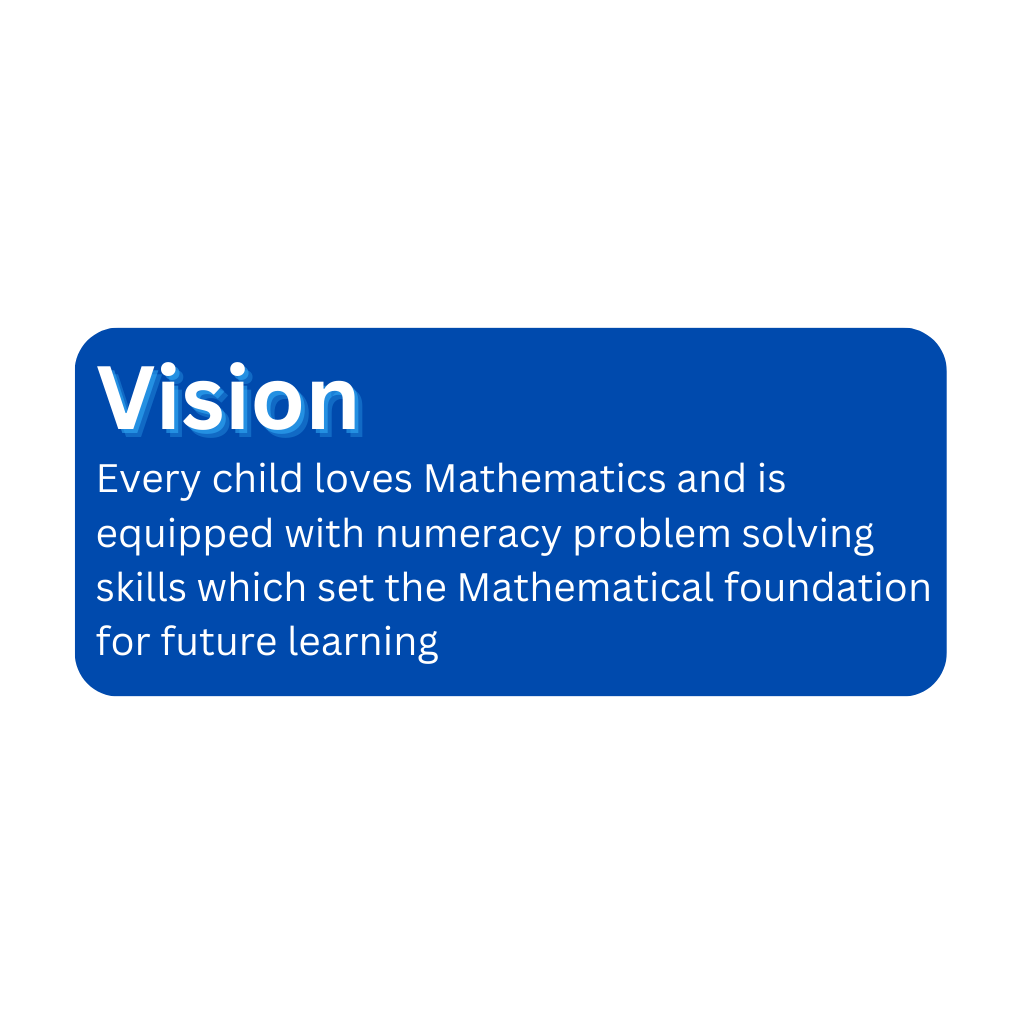 Vision
Every child loves Mathematics and is
equipped with numeracy problem solving
skills which set the Mathematical foundation
for future learning